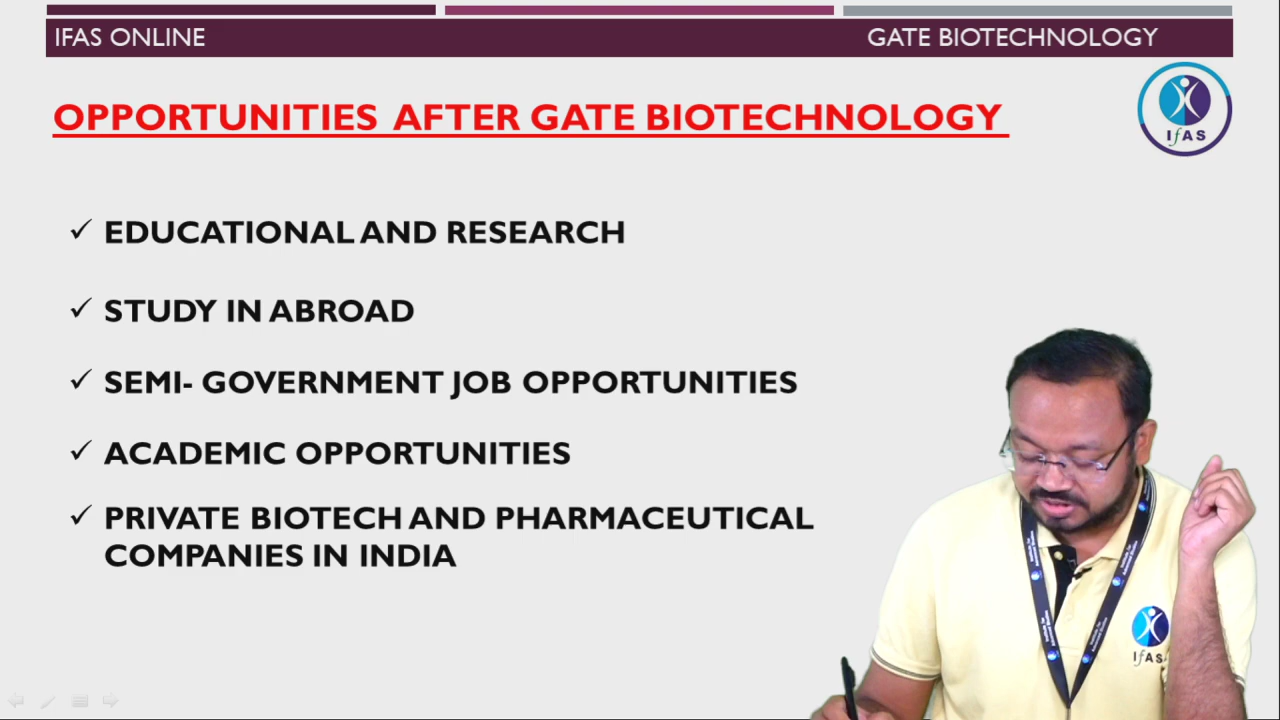 IFAS ONLINE
GATE BIOTECHNOLOGY
OPPORTUNITIES AFTER GATE BIOTECHNOLOGY
IfAS
✓ EDUCATIONAL AND RESEARCH
✓ STUDY IN ABROAD
✓ SEMI- GOVERNMENT JOB OPPORTUNITIES
✓ ACADEMIC OPPORTUNITIES
✓ PRIVATE BIOTECH AND PHARMACEUTICAL
COMPANIES IN INDIA
IfAS